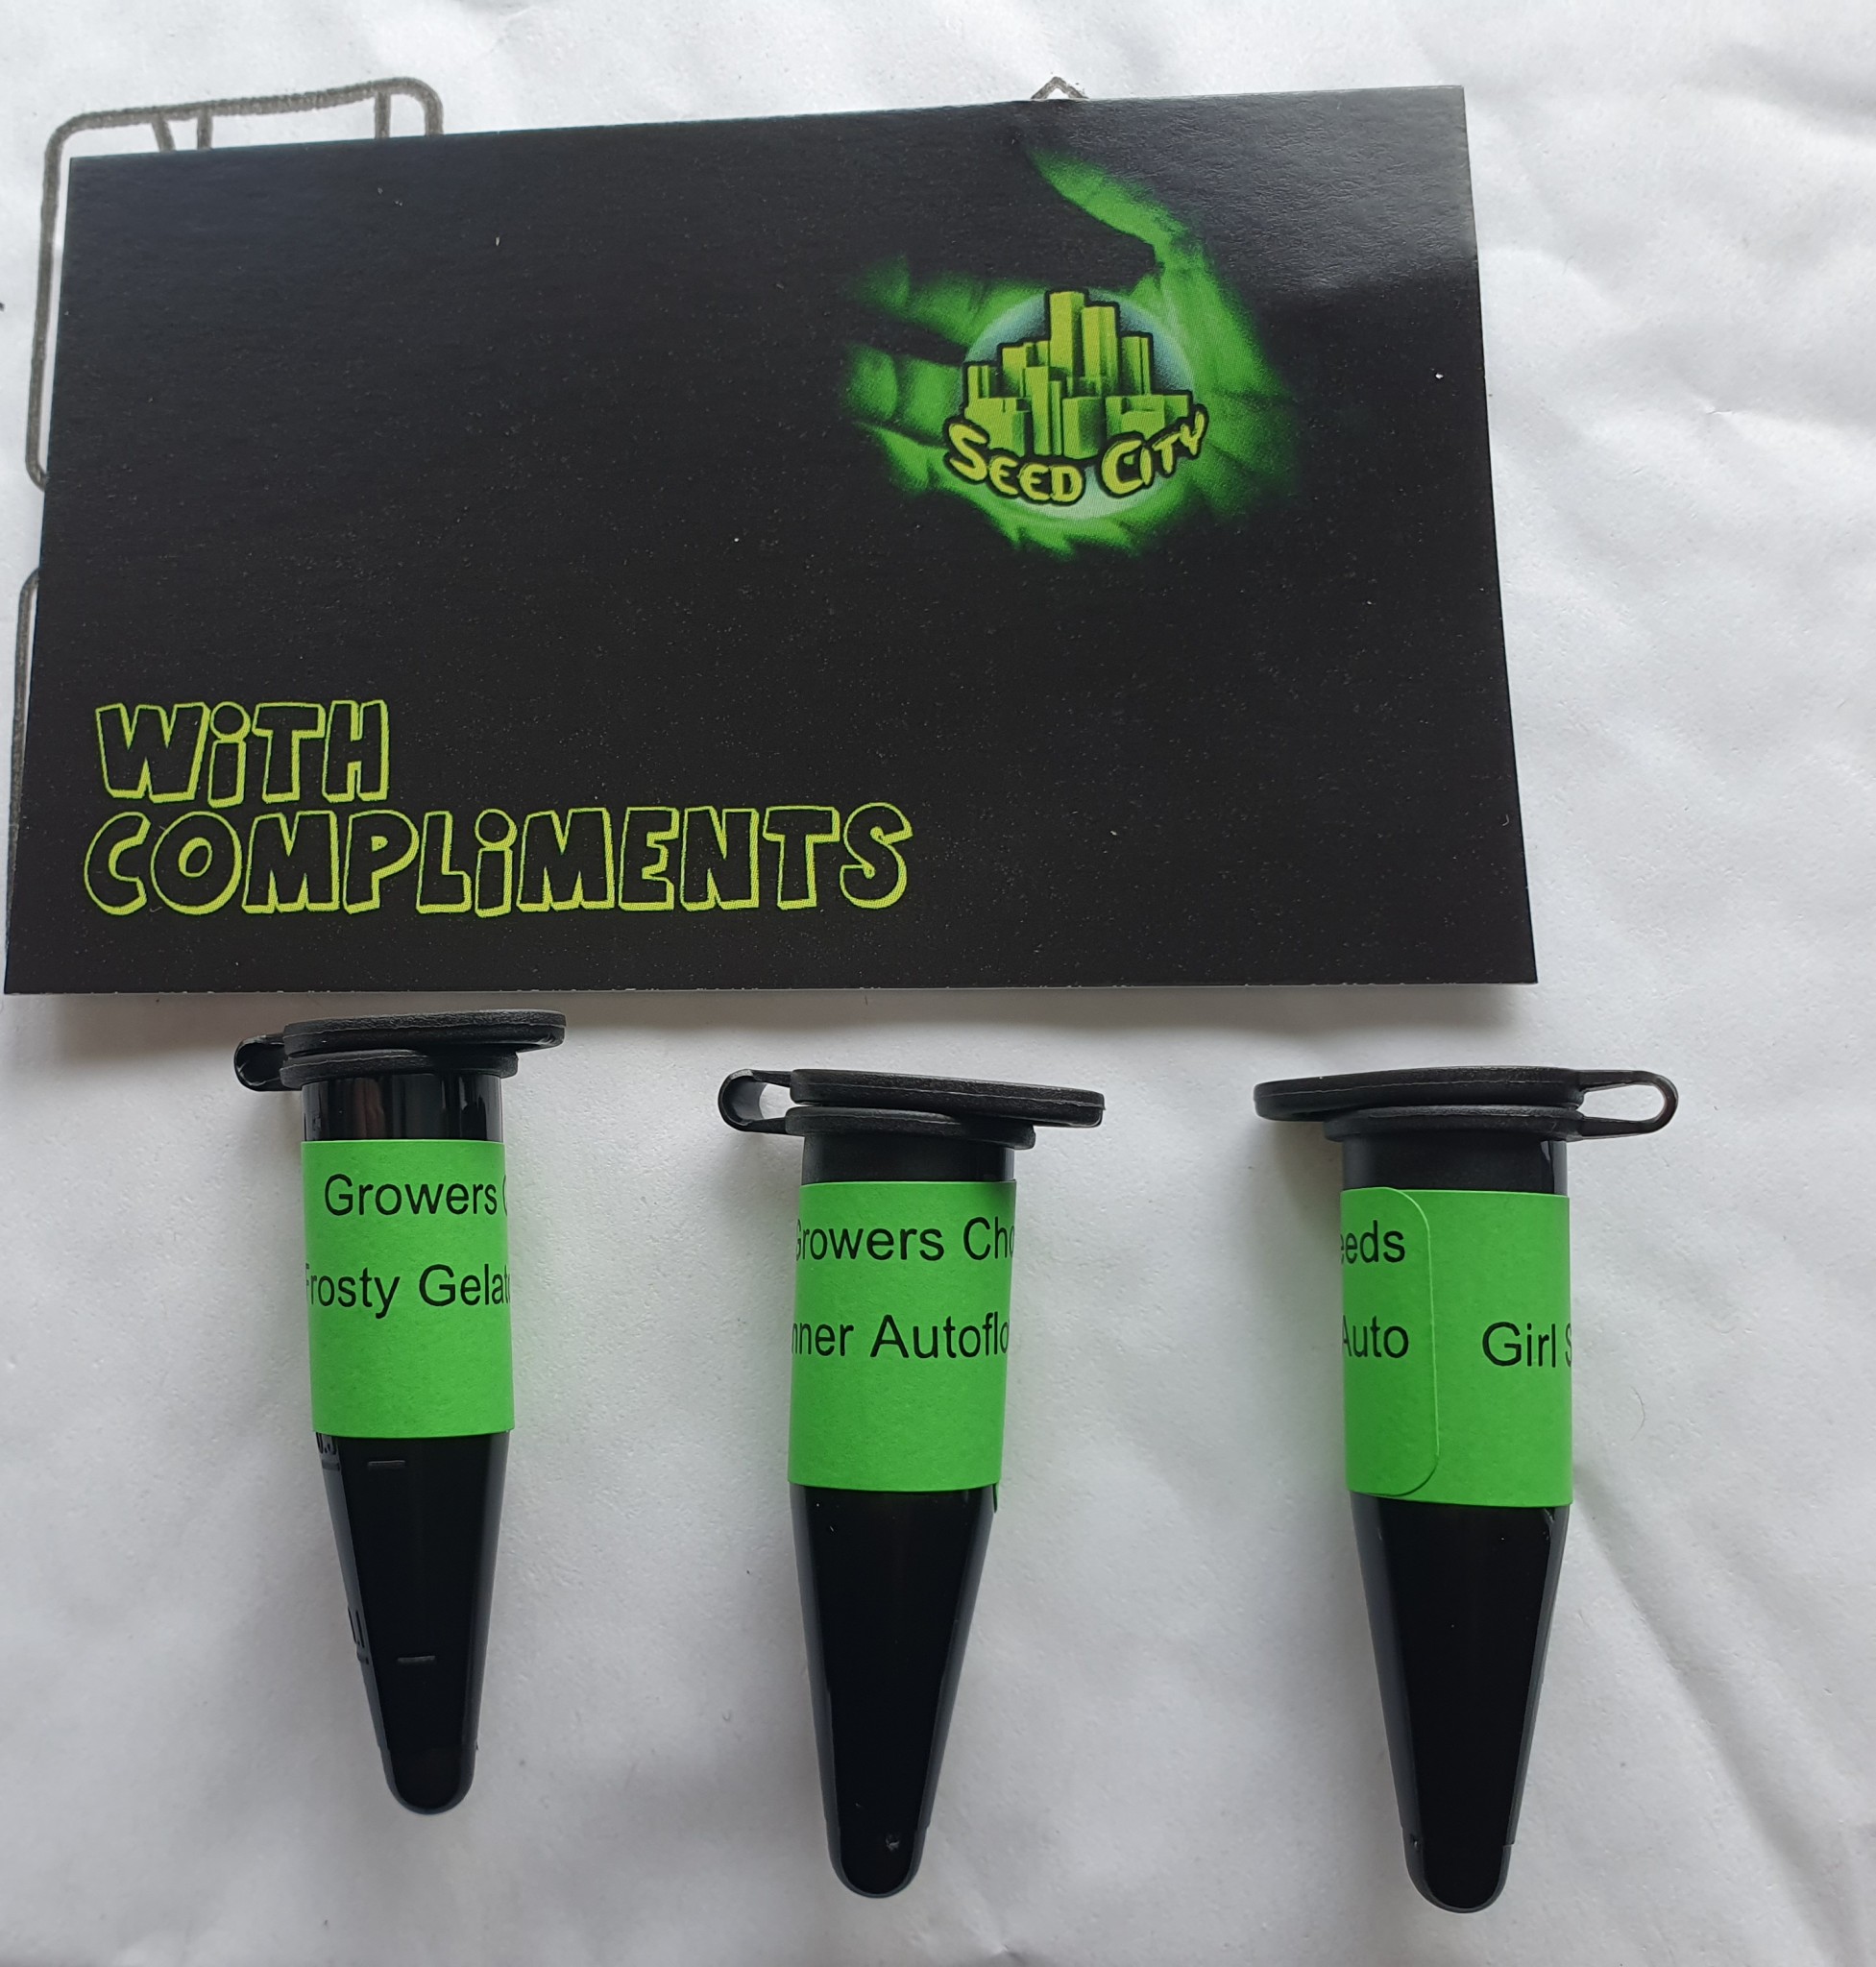 SEED CITY
WiTH
COMPLiMENTS
Growers
Frosty Gelat
Growers Cho
nner Autoflo
eeds
Auto
Girl S